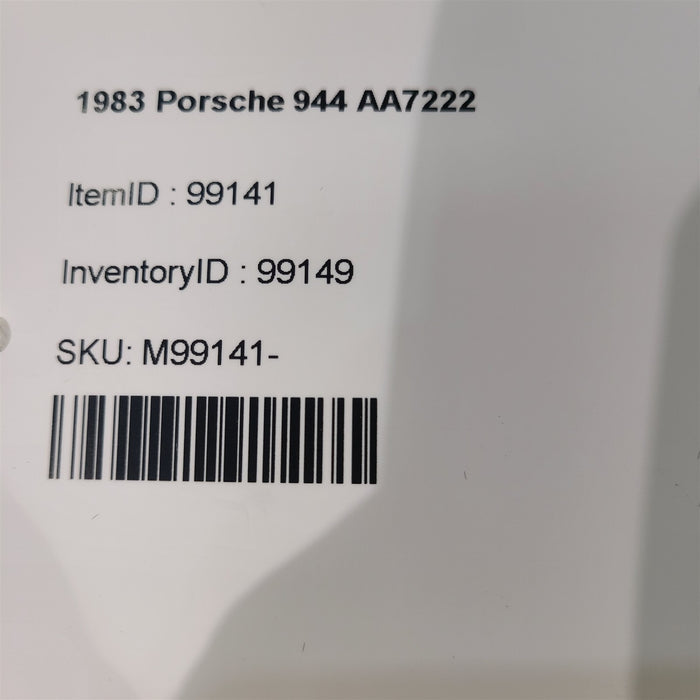 1983 Porsche 944 AA7222
ItemID : 99141
InventoryID : 99149
SKU: M99141-